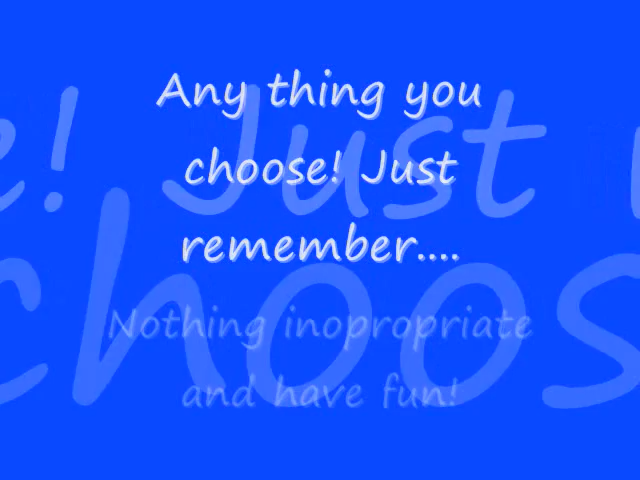 Any thing you
choose! Just
remember....
Nothing inopropriate
and have fun!